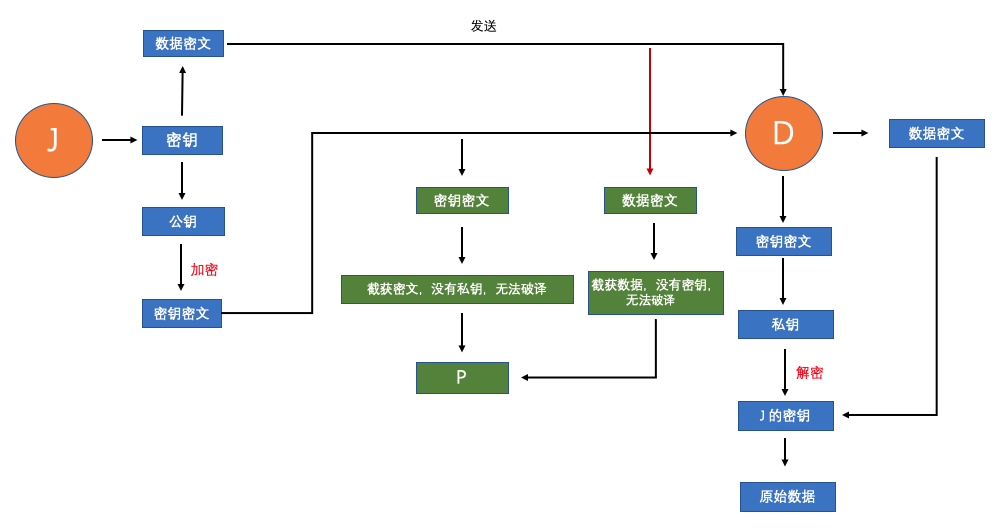 发送
数据密文
J
密钥
D
数据密文
密钥密文
数据密文
公钥
密钥密文
加密
截获密文，没有私钥，无法破译
截获数据，没有密钥，
无法破译
密钥密文
私钥
P
解密
J 的密钥
原始数据